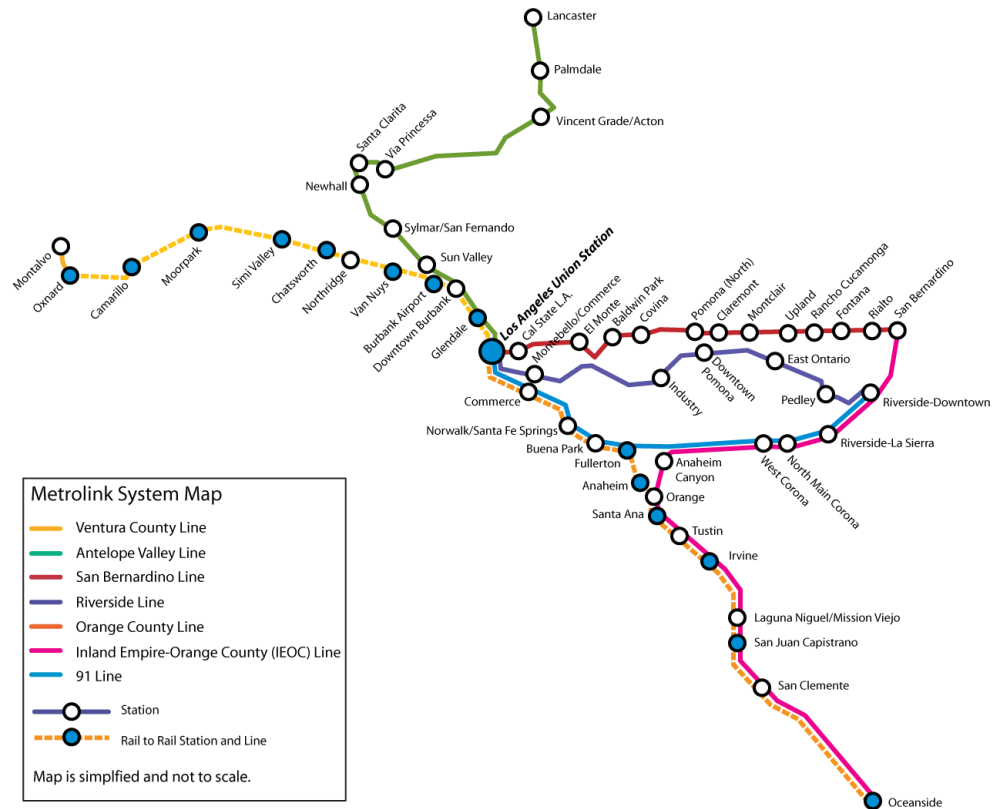 Lancaster
Palmdale
Vincent Grade/Acton
Santa Clarita
Via Princessa
Newhall
Sylmar/San Fernando
Sun Valley
Montalvo
Oxnard
Camarillo
Moorpark
Simi Valley
Chatsworth
Northridge
Van Nuys
Burbank Airport
Downtown Burbank
Glendale
Los Angeles Union Station
Cal State L.A.
Montebello/Commerce
El Monte
Baldwin Park
Covina
Pomona (North)
Claremont
Montclair
Upland
Rancho Cucamonga
Fontana
Rialto
San Bernardino
Industry
Downtown
Pomona
East Ontario
Pedley
Riverside-Downtown
Commerce
Norwalk/Santa Fe Springs
Buena Park
Fullerton
Anaheim
Anaheim
Canyon
West Corona
North Main Corona
Riverside-La Sierra
Orange
Santa Ana
Tustin
Irvine
Laguna Niguel/Mission Viejo
San Juan Capistrano
San Clemente
Oceanside
Metrolink System Map
Ventura County Line
Antelope Valley Line
San Bernardino Line
Riverside Line
Orange County Line
Inland Empire-Orange County (IEOC) Line
91 Line
Station
Rail to Rail Station and Line
Map is simplfied and not to scale.